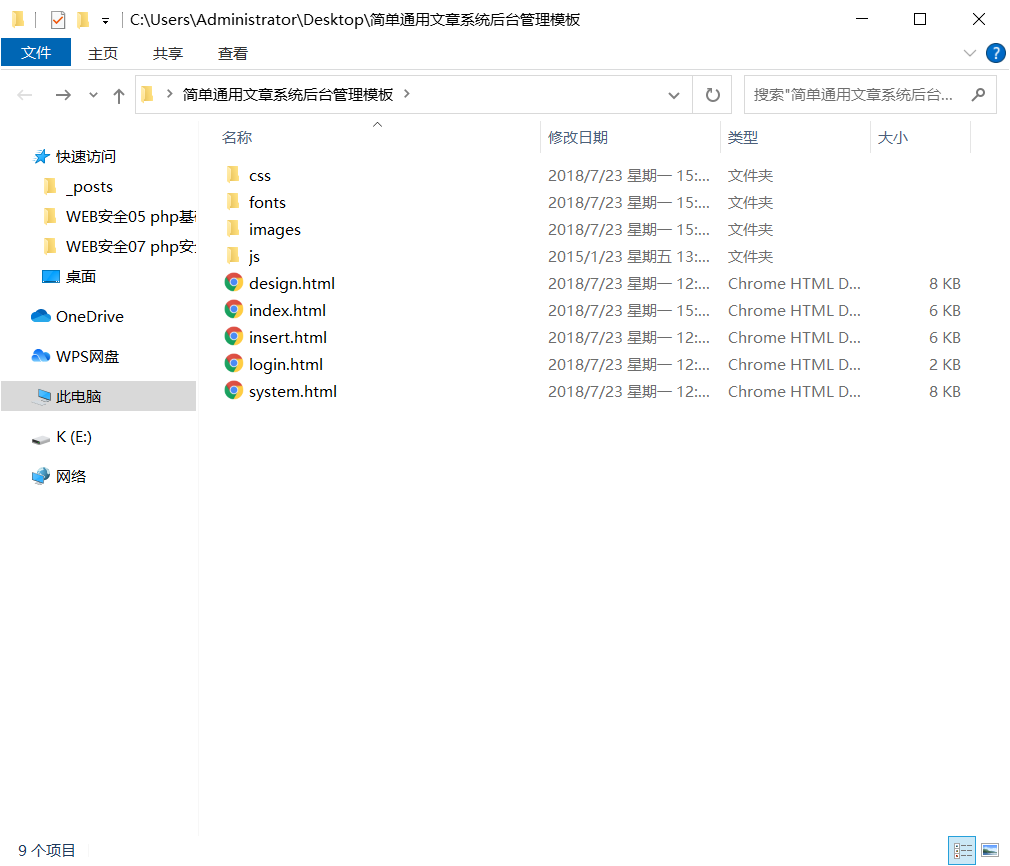 C:\Users\Administrator\Desktop\简单通用文章系统后台管理模板
文件 主页 共享 查看
简单通用文章系统后台管理模板 搜索"简单通用文章系统后台...
名称 修改日期 类型 大小
快速访问
_posts
WEB安全05 php基
WEB安全07 php安
桌面
OneDrive
WPS网盘
此电脑
K (E:)
网络
css 2018/7/23 星期一 15:... 文件夹
fonts 2018/7/23 星期一 15:... 文件夹
images 2018/7/23 星期一 15:... 文件夹
js 2015/1/23 星期五 13:... 文件夹
design.html 2018/7/23 星期一 12:... Chrome HTML D... 8 KB
index.html 2018/7/23 星期一 15:... Chrome HTML D... 6 KB
insert.html 2018/7/23 星期一 12:... Chrome HTML D... 6 KB
login.html 2018/7/23 星期一 12:... Chrome HTML D... 2 KB
system.html 2018/7/23 星期一 12:... Chrome HTML D... 8 KB
9 个项目